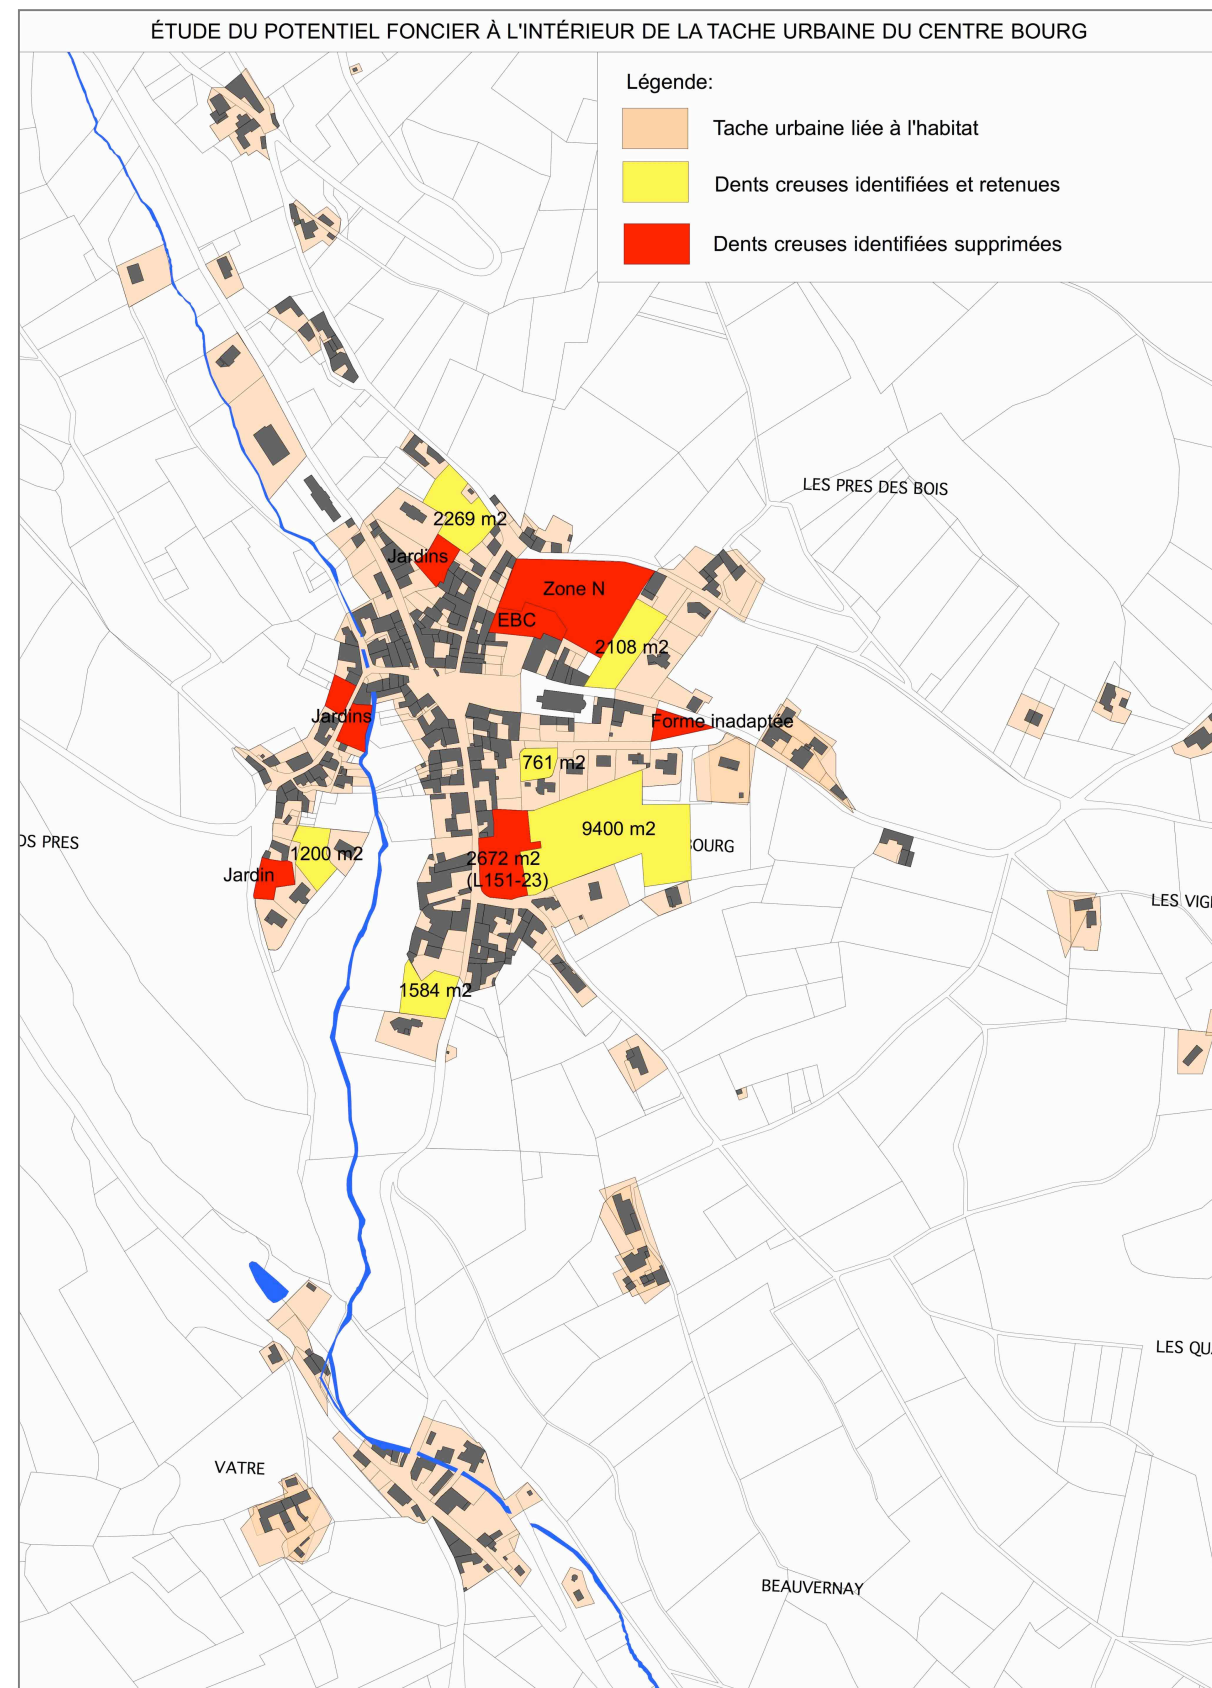 ÉTUDE DU POTENTIEL FONCIER À L'INTÉRIEUR DE LA TACHE URBAINE DU CENTRE BOURG
Légende:
Tache urbaine liée à l'habitat
Dents creuses identifiées et retenues
Dents creuses identifiées supprimées
LES PRES DES BOIS
2269 m2
Jardins
Zone N
EBC
2108 m2
Jardins
Forme inadaptée
761 m2
9400 m2
OS PRES
BOURG
1200 m2
2672 m2
(L151-23)
Jardin
LES VIG
1584 m2
LES QU
VATRE
BEAUVERNAY